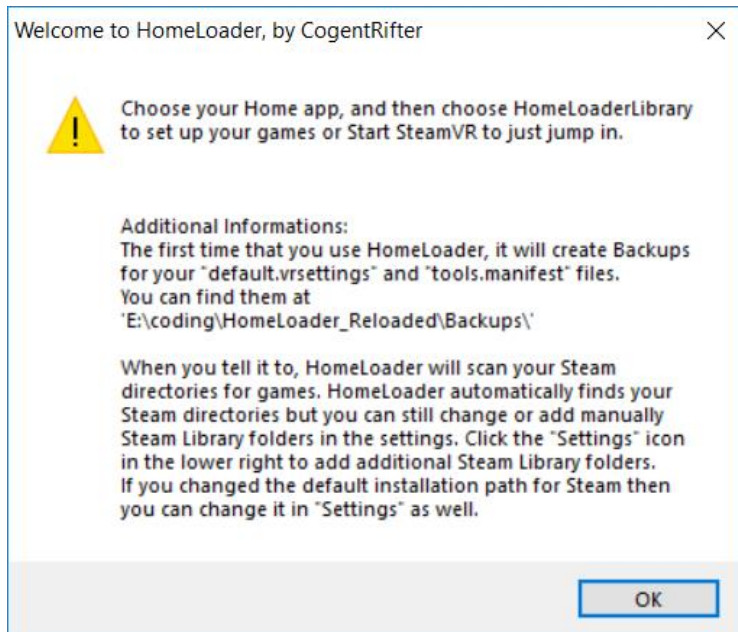 Welcome to HomeLoader, by CogentRifter
Choose your Home app, and then choose HomeLoaderLibrary
to set up your games or Start SteamVR to just jump in.
Additional Informations:
The first time that you use HomeLoader, it will create Backups
for your "default.vrsettings" and "tools.manifest" files.
You can find them at
'E:\coding\HomeLoader_Reloaded\Backups\'
When you tell it to, HomeLoader will scan your Steam
directories for games. HomeLoader automatically finds your
Steam directories but you can still change or add manually
Steam Library folders in the settings. Click the "Settings" icon
in the lower right to add additional Steam Library folders.
If you changed the default installation path for Steam then
you can change it in "Settings" as well.
OK